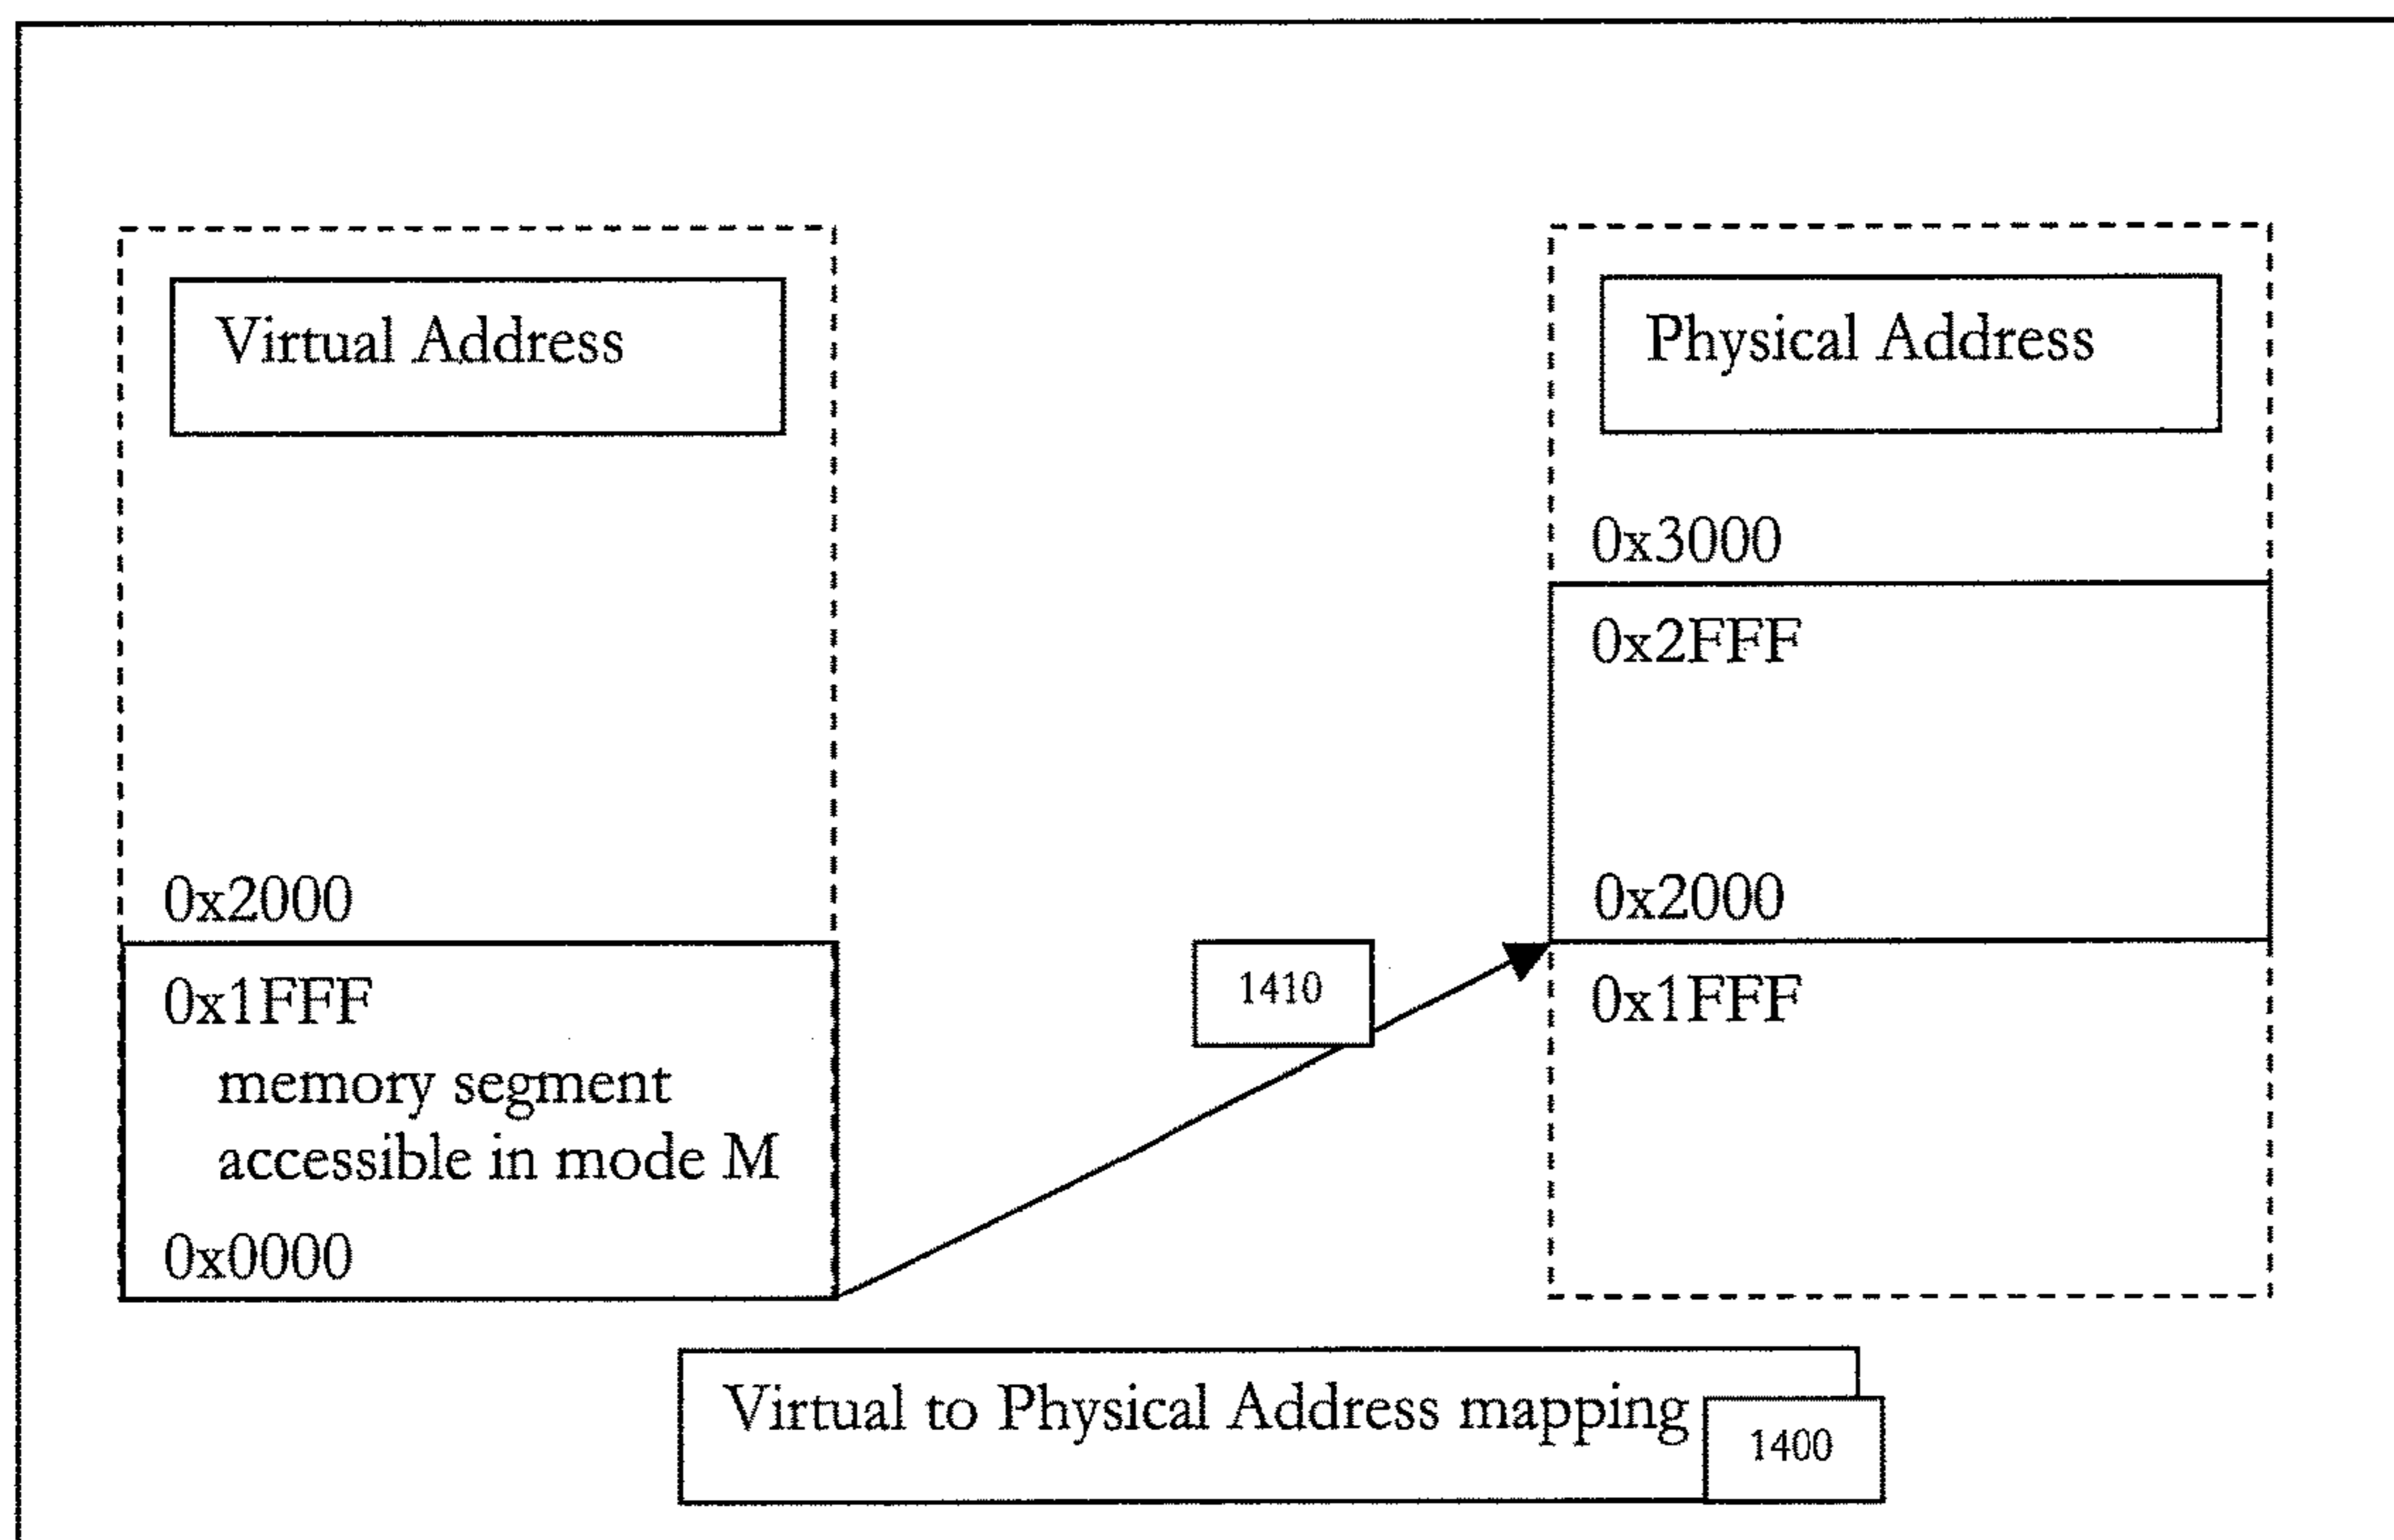 Virtual Address
0x2000
0x1FFF
memory segment
accessible in mode M
0x0000
1410
Physical Address
0x3000
0x2FFF
0x2000
0x1FFF
Virtual to Physical Address mapping
1400